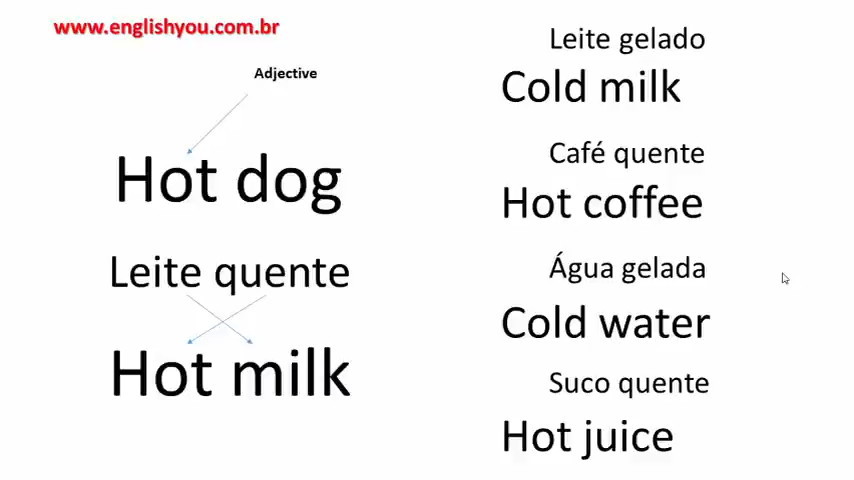 www.englishyou.com.br
Adjective
Hot dog
Leite quente
Hot milk
Leite gelado
Cold milk
Café quente
Hot coffee
Água gelada
Cold water
Suco quente
Hot juice